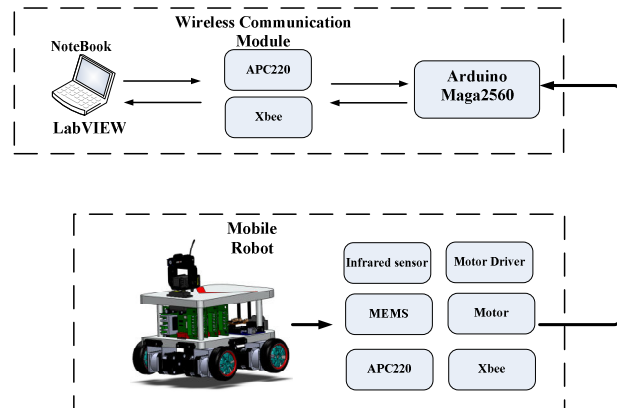 Wireless Communication
Module
NoteBook
LabVIEW
APC220
Xbee
Arduino
Maga2560
Mobile
Robot
Infrared sensor
Motor Driver
MEMS
Motor
APC220
Xbee